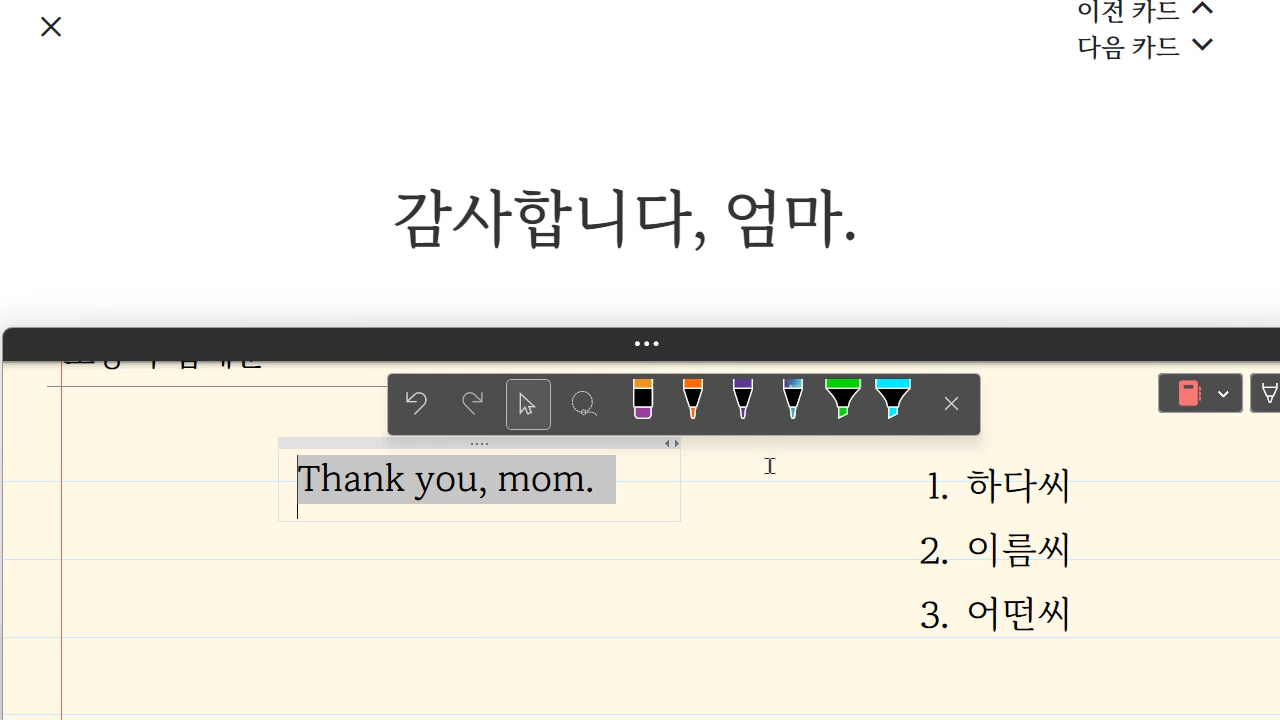 이전 카드
다음 카드
감사합니다, 엄마.
Thank you, mom.
1. 하다씨
2. 이름씨
3. 어떤씨